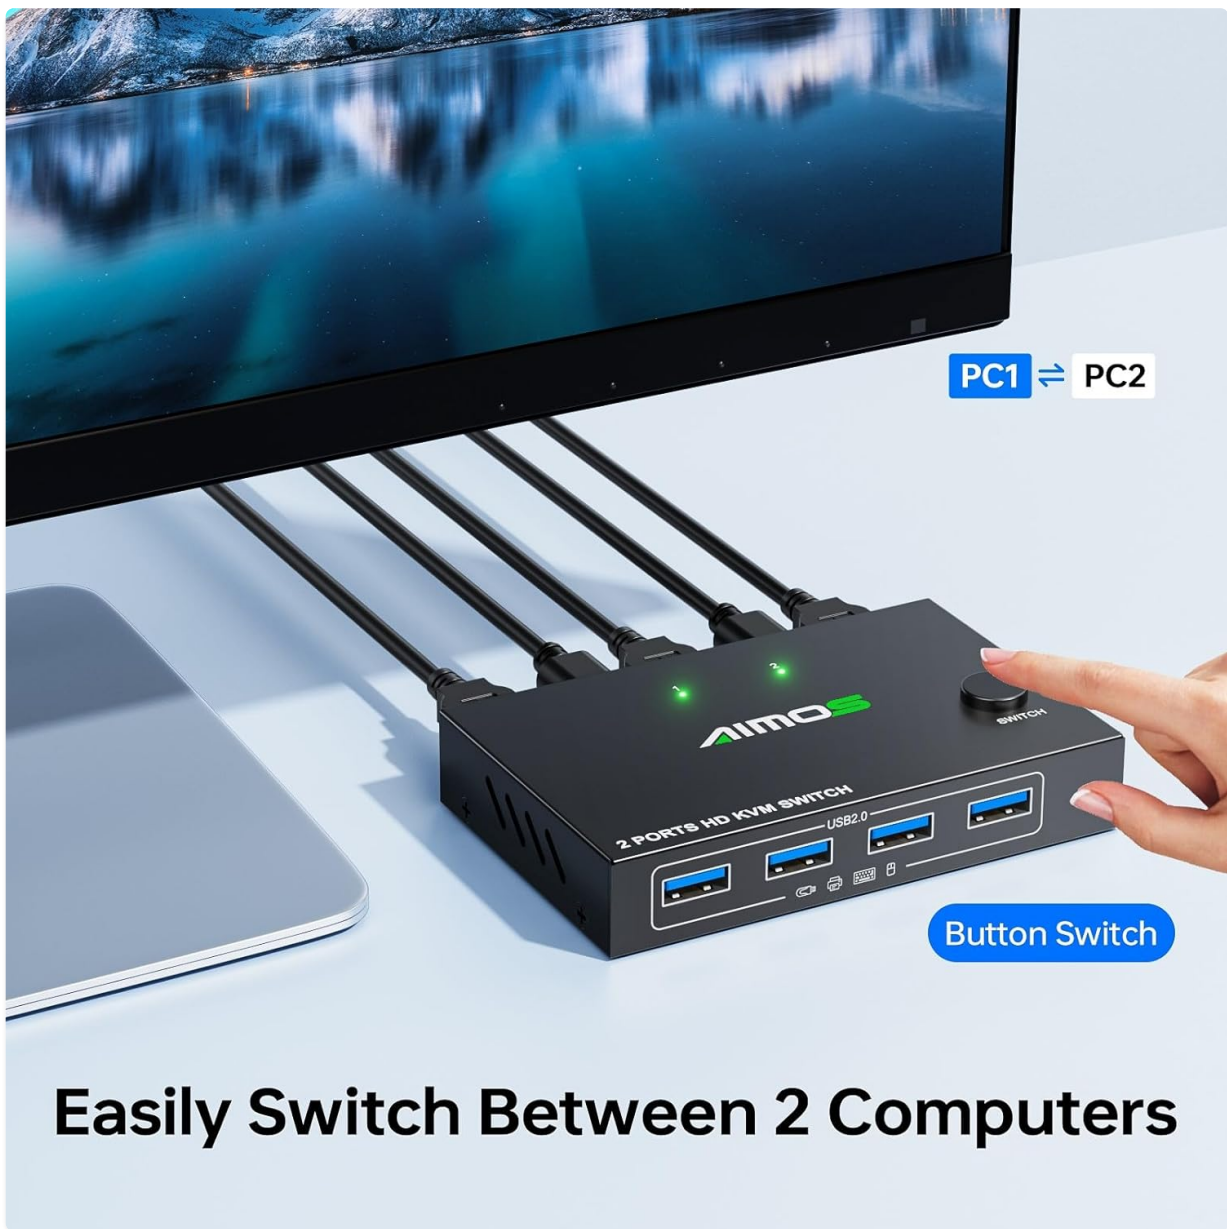 PC1 ⇌ PC2
1
2
AIMOS
SWITCH
2 PORTS HD KVM SWITCH
USB2.0
Button Switch
Easily Switch Between 2 Computers